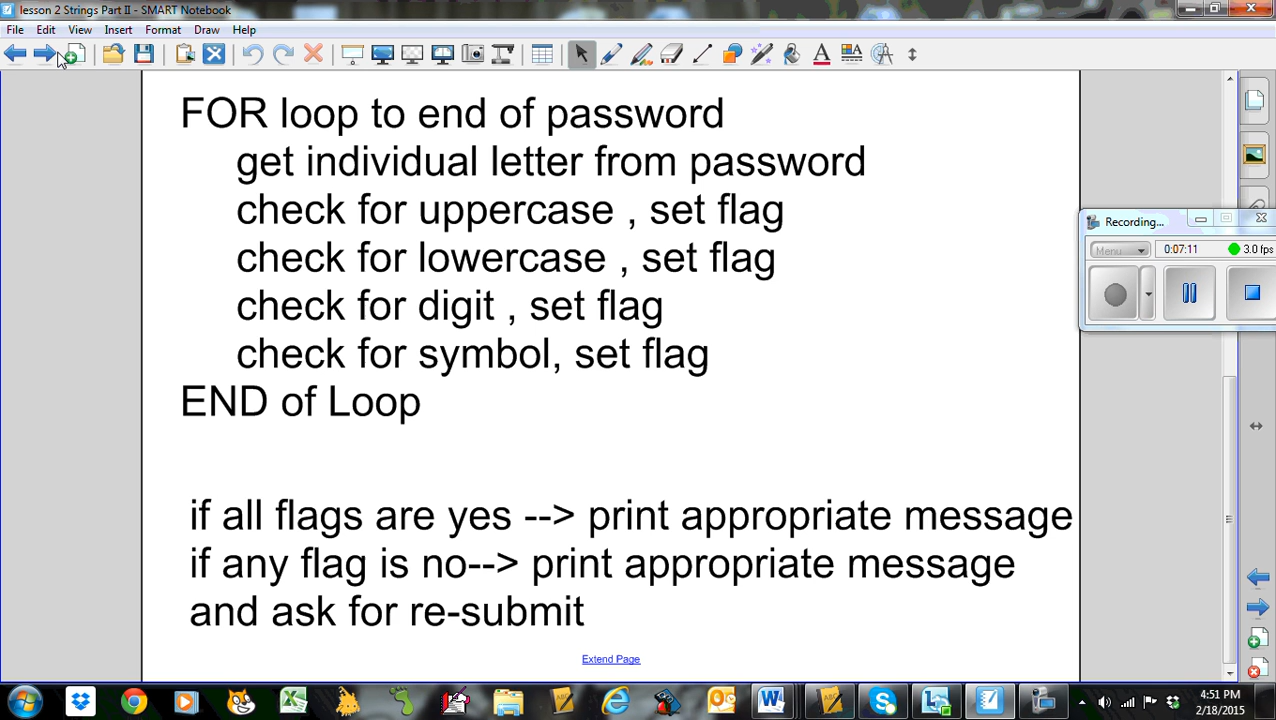 lesson 2 Strings Part II - SMART Notebook
File Edit View Insert Format Draw Help
FOR loop to end of password
get individual letter from password
check for uppercase , set flag
check for lowercase , set flag
check for digit , set flag
check for symbol, set flag
END of Loop
if all flags are yes --> print appropriate message
if any flag is no--> print appropriate message
and ask for re-submit
Extend Page
Recording...
Menu 0:07:11 3.0 fps
4:51 PM
2/18/2015